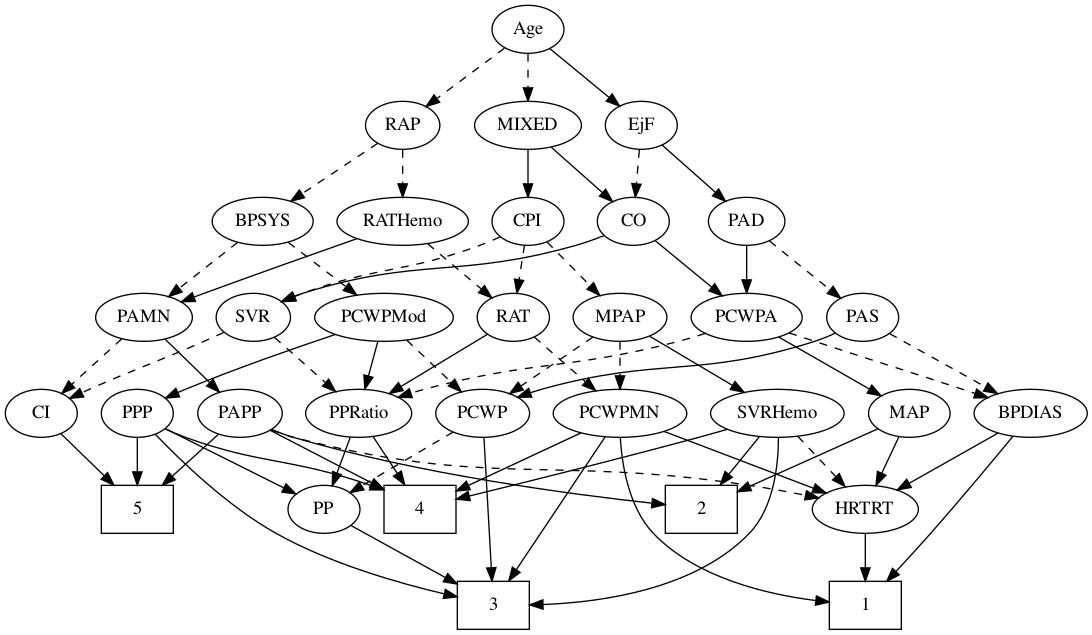 Age
RAP
MIXED
EjF
BPSYS
RATHemo
CPI
CO
PAD
PAMN
SVR
PCWPMod
RAT
MPAP
PCWPA
PAS
CI
PPP
PAPP
PPRatio
PCWP
PCWPMN
SVRHemo
MAP
BPDIAS
5
PP
4
2
HRTRT
3
1